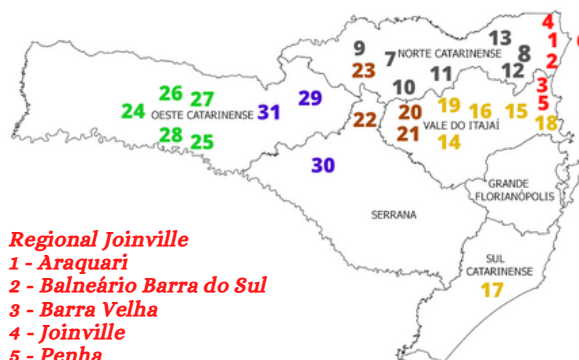 4
13
1
9
NORTE CATARINENSE
8
7
2
23
11
12
26
27
29
10
3
24
OESTE CATARINENSE
31
20
19
16
15
5
22
VALE DO ITAJAÍ
18
28
25
21
14
30
GRANDE
FLORIANÓPOLIS
SERRANA
SUL
CATARINENSE
17
Regional Joinville
1 - Araquari
2 - Balneário Barra do Sul
3 - Barra Velha
4 - Joinville
5 - Penha